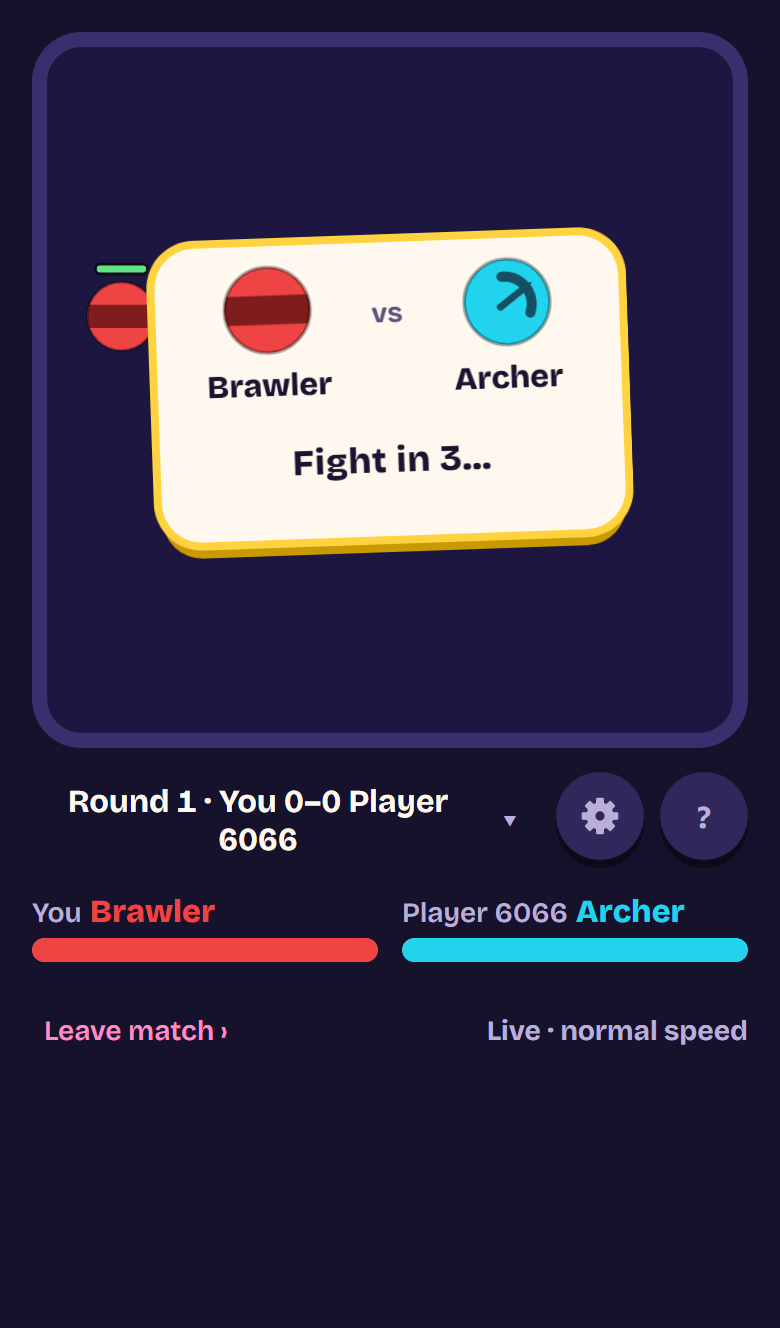 vs
Brawler
Archer
Fight in 3...
Round 1 · You 0–0 Player
6066
▼
?
You Brawler
Player 6066 Archer
Leave match ›
Live · normal speed